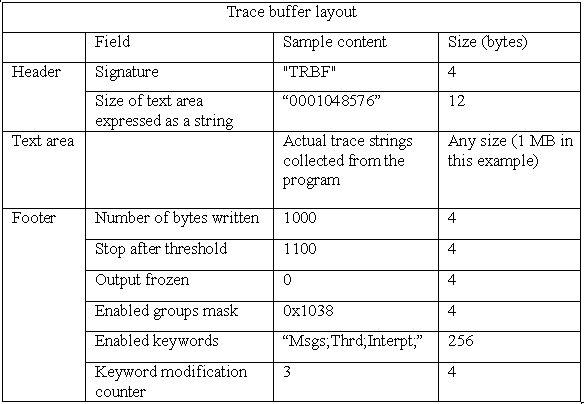 Trace buffer layout
Field Sample content Size (bytes)
Header Signature "TRBF" 4
Size of text area “0001048576” 12
expressed as a string
Text area Actual trace strings Any size (1 MB in
collected from the this example)
program
Footer Number of bytes written 1000 4
Stop after threshold 1100 4
Output frozen 0 4
Enabled groups mask 0x1038 4
Enabled keywords “Msgs;Thrd;Interpt;” 256
Keyword modification 3 4
counter